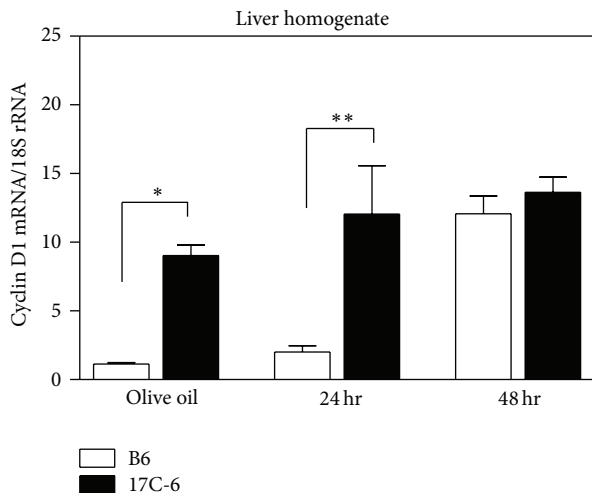 Liver homogenate
Cyclin D1 mRNA/18S rRNA
25
20
15
10
5
0
*
**
Olive oil 24 hr 48 hr
B6
17C-6